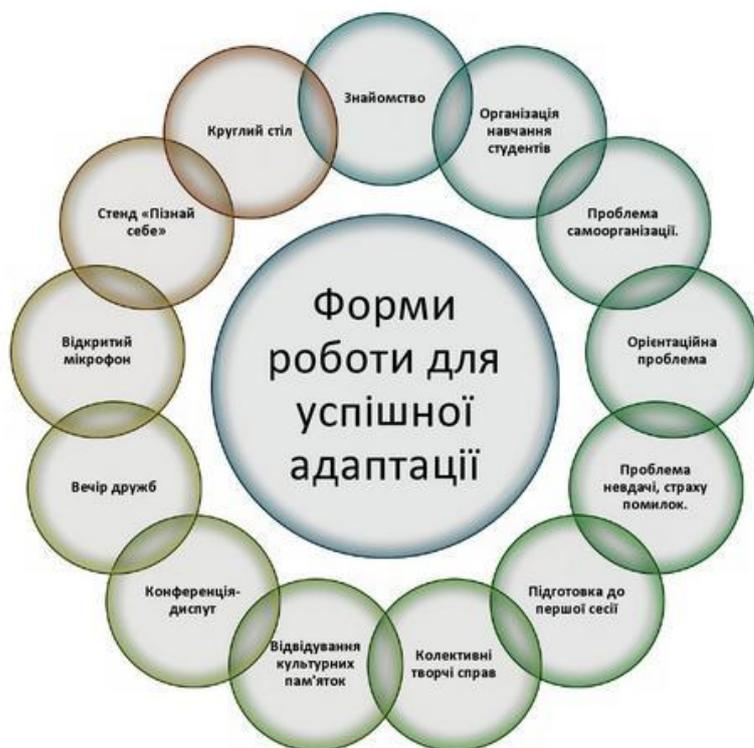 Форми
роботи для
успішної
адаптації
Знайомство
Організація
навчання
студентів
Проблема
самоорганізації.
Орієнтаційна
проблема
Проблема
невдачі, страху
помилок.
Підготовка до
першої сесії
Колективні
творчі справ
Відвідування
культурних
пам'яток
Конференція-
диспут
Вечір дружб
Відкритий
мікрофон
Стенд «Пізнай
себе»
Круглий стіл